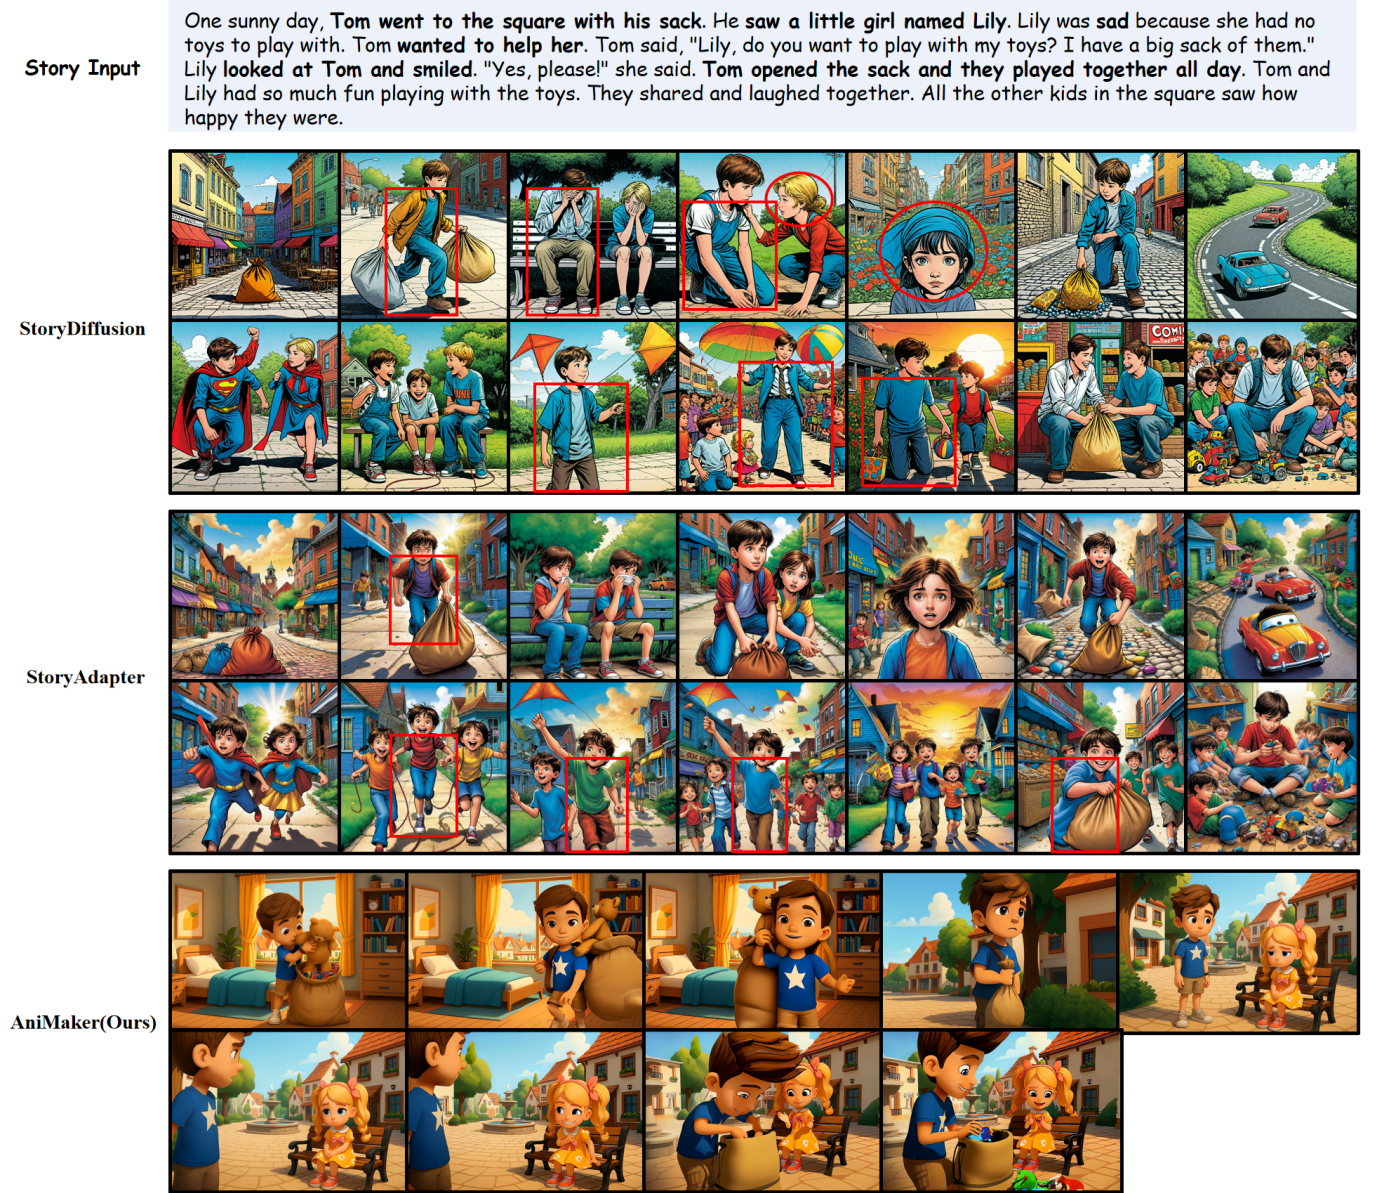 One sunny day, Tom went to the square with his sack. He saw a little girl named Lily. Lily was sad because she had no
toys to play with. Tom wanted to help her. Tom said, "Lily, do you want to play with my toys? I have a big sack of them."
Story Input
Lily looked at Tom and smiled. "Yes, please!" she said. Tom opened the sack and they played together all day. Tom and
Lily had so much fun playing with the toys. They shared and laughed together. All the other kids in the square saw how
happy they were.
StoryDiffusion
COMIC
StoryAdapter
AniMaker(Ours)